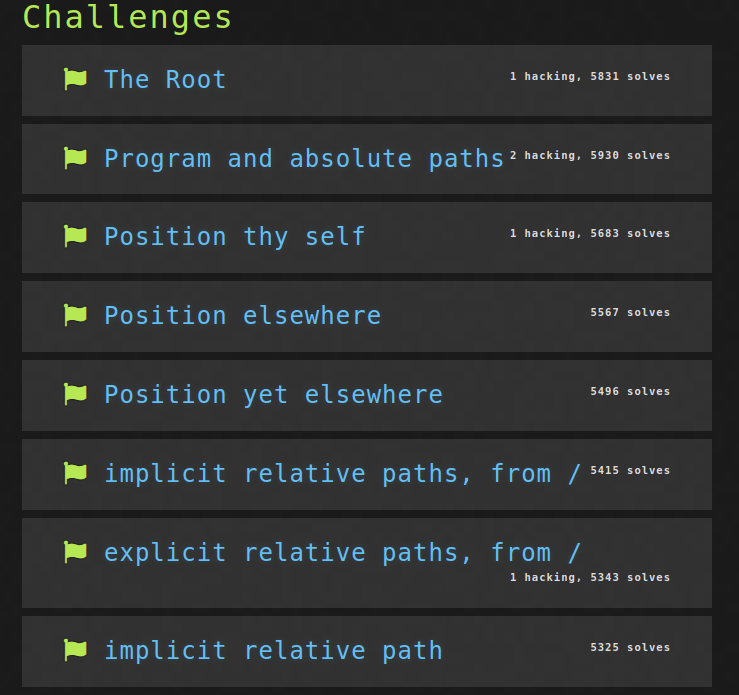 Challenges
The Root 1 hacking, 5831 solves
Program and absolute paths 2 hacking, 5930 solves
Position thy self 1 hacking, 5683 solves
Position elsewhere 5567 solves
Position yet elsewhere 5496 solves
implicit relative paths, from / 5415 solves
explicit relative paths, from /
1 hacking, 5343 solves
implicit relative path 5325 solves